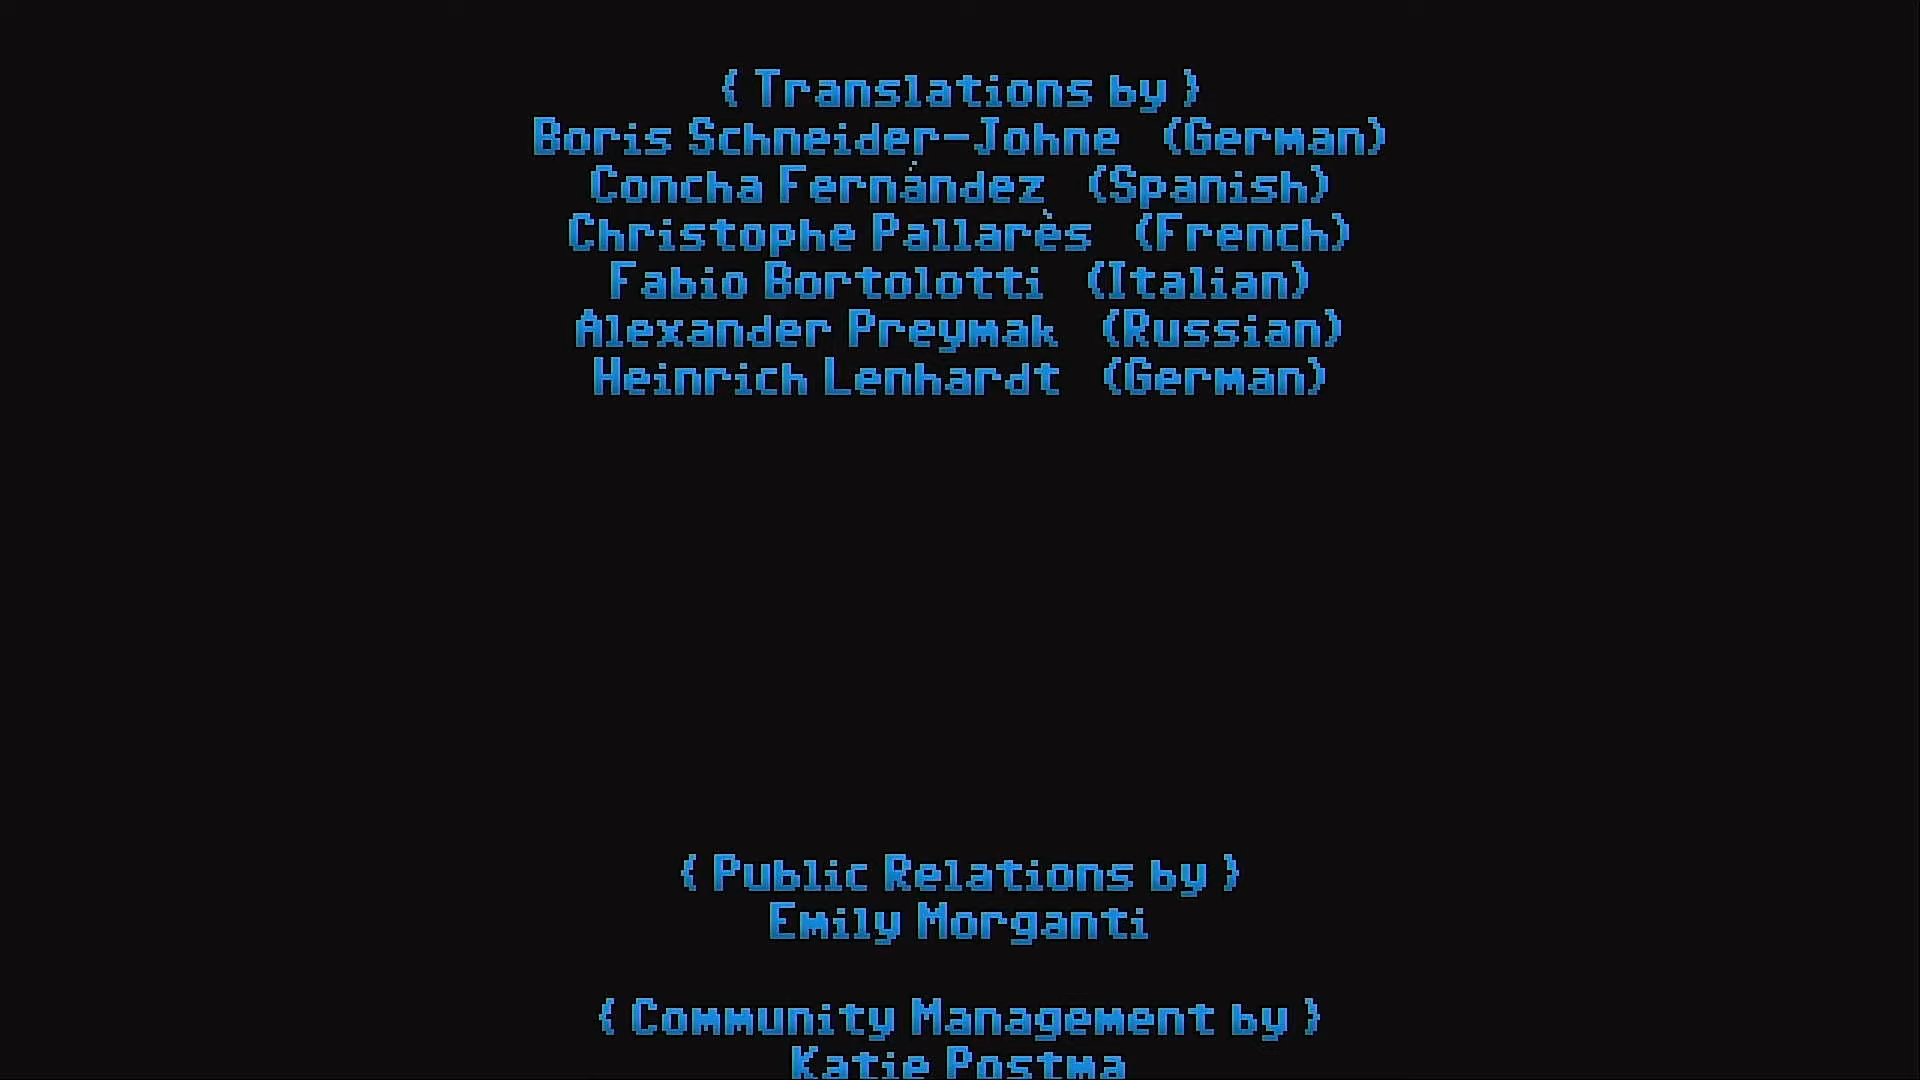 { Translations by }
Boris Schneider-Johne (German)
Concha Fernández (Spanish)
Christophe Pallarès (French)
Fabio Bortolotti (Italian)
Alexander Preymak (Russian)
Heinrich Lenhardt (German)
{ Public Relations by }
Emily Morganti
{ Community Management by }
Katie Postma